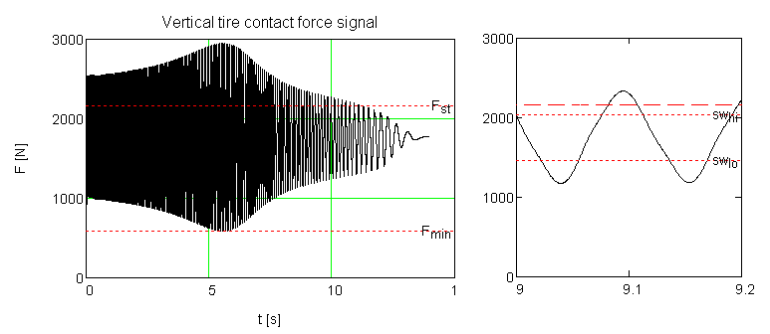 Vertical tire contact force signal
3000
2000
1000
0
F [N]
F_st
F_min
0
5
10
1
t [s]
3000
2000
1000
0
sw_hi
sw_lo
9
9.1
9.2